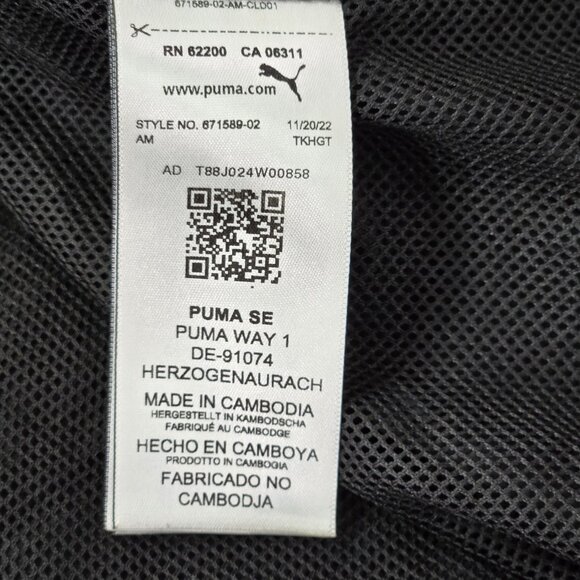 671589-02-AM-CLD01
RN 62200 CA 06311
www.puma.com
STYLE NO. 671589-02 11/20/22
AM TKHGT
AD T88J024W00858
PUMA SE
PUMA WAY 1
DE-91074
HERZOGENAURACH
MADE IN CAMBODIA
HERGESTELLT IN KAMBODSCHA
FABRIQUÉ AU CAMBODGE
HECHO EN CAMBOYA
PRODOTTO IN CAMBOGIA
FABRICADO NO
CAMBODJA